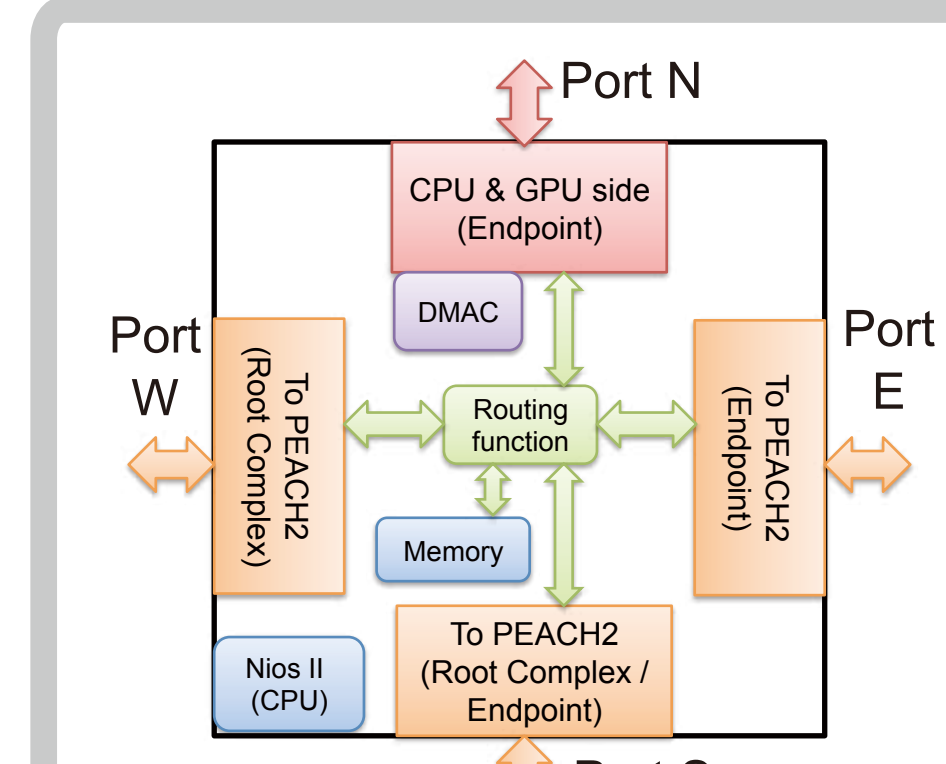 Port N
CPU & GPU side
(Endpoint)
DMAC
Port
W
To PEACH2
(Root Complex)
Routing
function
To PEACH2
(Endpoint)
Port
E
Memory
To PEACH2
(Root Complex /
Endpoint)
Nios II
(CPU)
Port